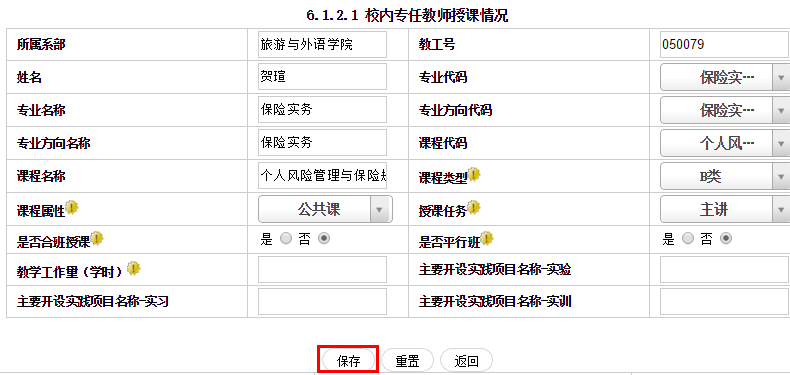 6.1.2.1 校内专任教师授课情况
所属系部 旅游与外语学院 教工号 050079
姓名 贺瑄 专业代码 保险实…
专业名称 保险实务 专业方向代码 保险实…
专业方向名称 保险实务 课程代码 个人风…
课程名称 个人风险管理与保险规 课程类型 B类
课程属性 公共课 授课任务 主讲
是否合班授课 是 否 是否平行班 是 否
教学工作量（学时） 主要开设实践项目名称-实验
主要开设实践项目名称-实习 主要开设实践项目名称-实训
保存 重置 返回